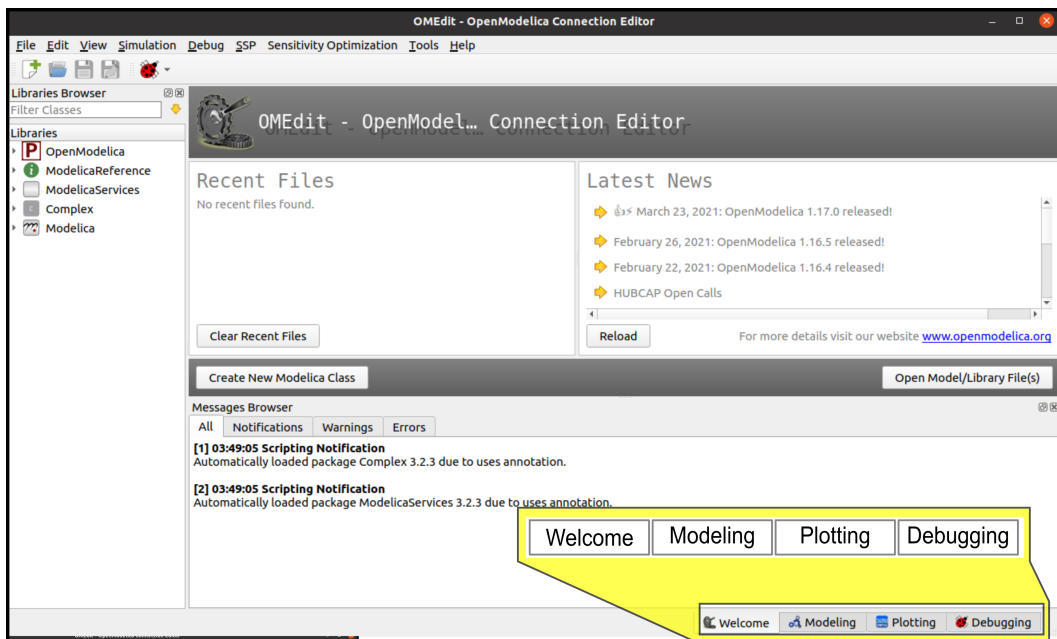 OMEdit - OpenModelica Connection Editor
File Edit View Simulation Debug SSP Sensitivity Optimization Tools Help
Libraries Browser
Filter Classes
Libraries
P OpenModelica
i ModelicaReference
ModelicaServices
C Complex
Modelica
OMEdit - OpenModel… Connection Editor
Recent Files
No recent files found.
Clear Recent Files
Latest News
March 23, 2021: OpenModelica 1.17.0 released!
February 26, 2021: OpenModelica 1.16.5 released!
February 22, 2021: OpenModelica 1.16.4 released!
HUBCAP Open Calls
Reload
For more details visit our website www.openmodelica.org
Create New Modelica Class
Open Model/Library File(s)
Messages Browser
All Notifications Warnings Errors
[1] 03:49:05 Scripting Notification
Automatically loaded package Complex 3.2.3 due to uses annotation.
[2] 03:49:05 Scripting Notification
Automatically loaded package ModelicaServices 3.2.3 due to uses annotation.
Welcome Modeling Plotting Debugging
Welcome Modeling Plotting Debugging